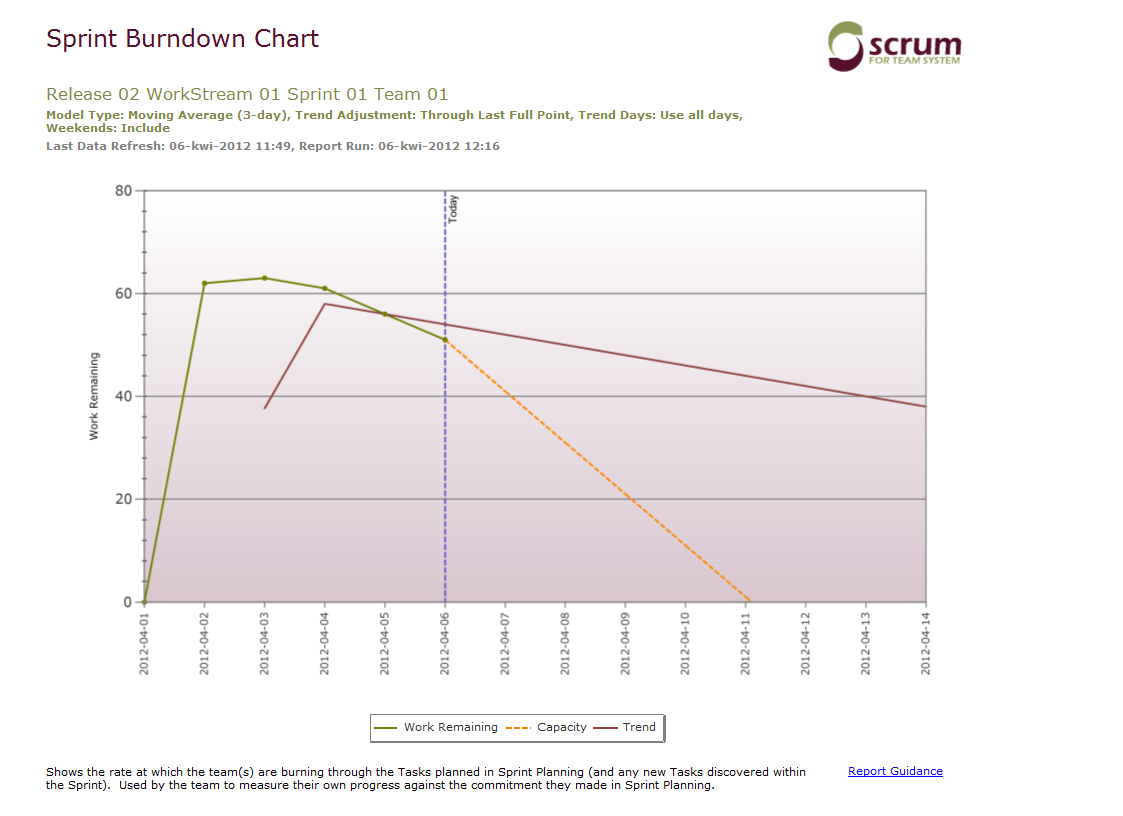 Sprint Burndown Chart
scrum
FOR TEAM SYSTEM
Release 02 WorkStream 01 Sprint 01 Team 01
Model Type: Moving Average (3-day), Trend Adjustment: Through Last Full Point, Trend Days: Use all days,
Weekends: Include
Last Data Refresh: 06-kwi-2012 11:49, Report Run: 06-kwi-2012 12:16
80
60
40
20
0
Work Remaining
Today
2012-04-01
2012-04-02
2012-04-03
2012-04-04
2012-04-05
2012-04-06
2012-04-07
2012-04-08
2012-04-09
2012-04-10
2012-04-11
2012-04-12
2012-04-13
2012-04-14
Work Remaining Capacity Trend
Shows the rate at which the team(s) are burning through the Tasks planned in Sprint Planning (and any new Tasks discovered within
the Sprint). Used by the team to measure their own progress against the commitment they made in Sprint Planning.
Report Guidance